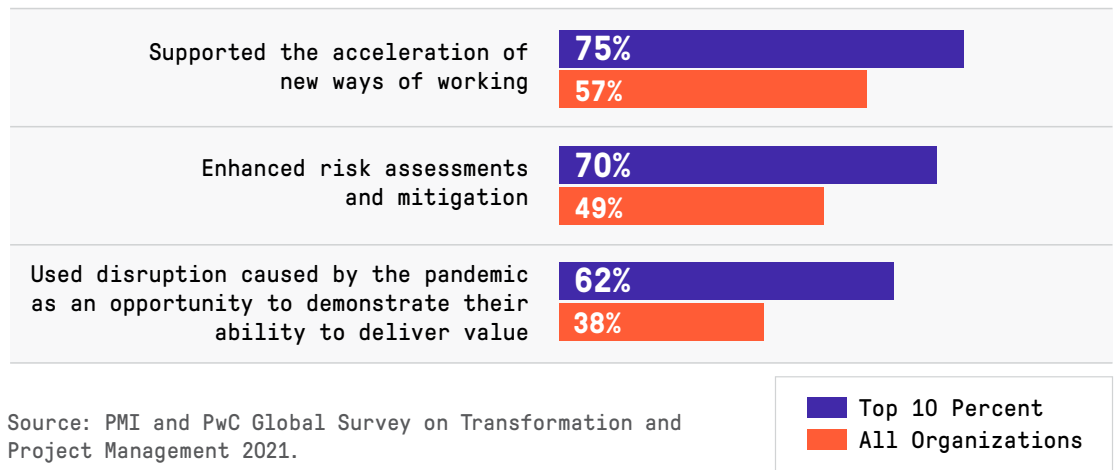 Supported the acceleration of
new ways of working
75%
57%
Enhanced risk assessments
and mitigation
70%
49%
Used disruption caused by the pandemic
as an opportunity to demonstrate their
ability to deliver value
62%
38%
Source: PMI and PwC Global Survey on Transformation and
Project Management 2021.
Top 10 Percent
All Organizations